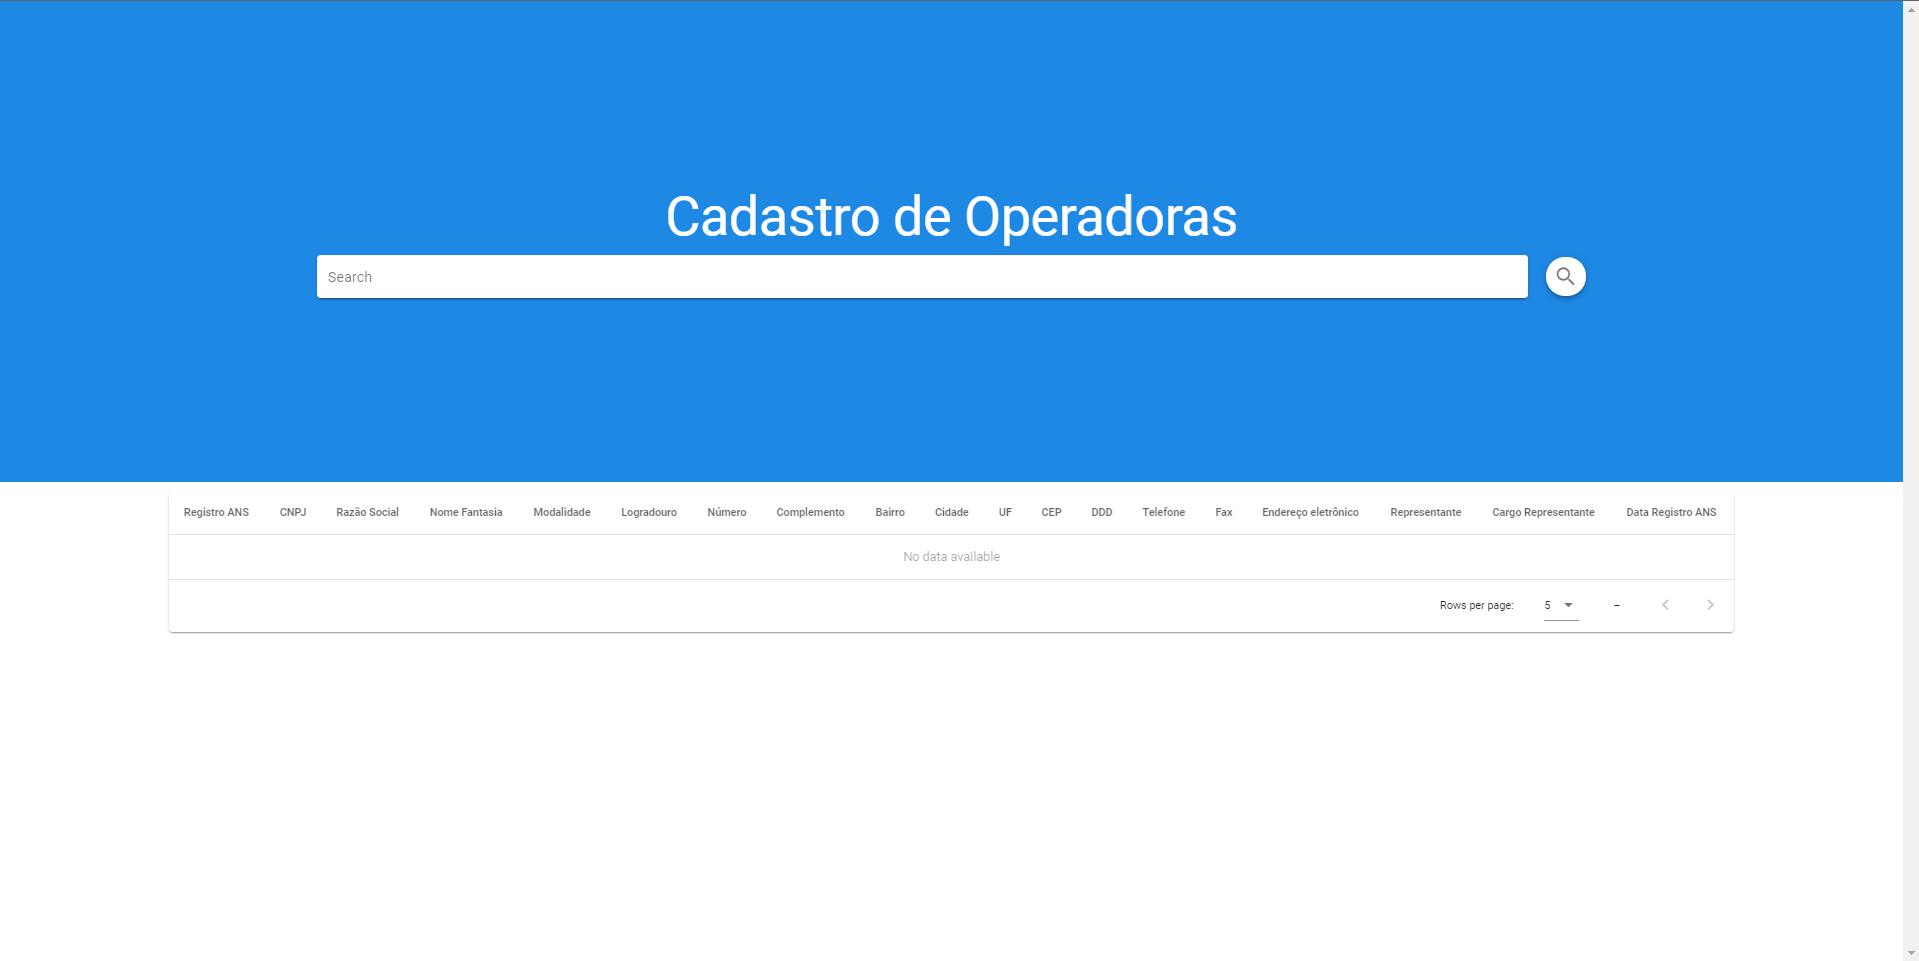 Cadastro de Operadoras
Search
Registro ANS CNPJ Razão Social Nome Fantasia Modalidade Logradouro Número Complemento Bairro Cidade UF CEP DDD Telefone Fax Endereço eletrônico Representante Cargo Representante Data Registro ANS
No data available
Rows per page: 5 –